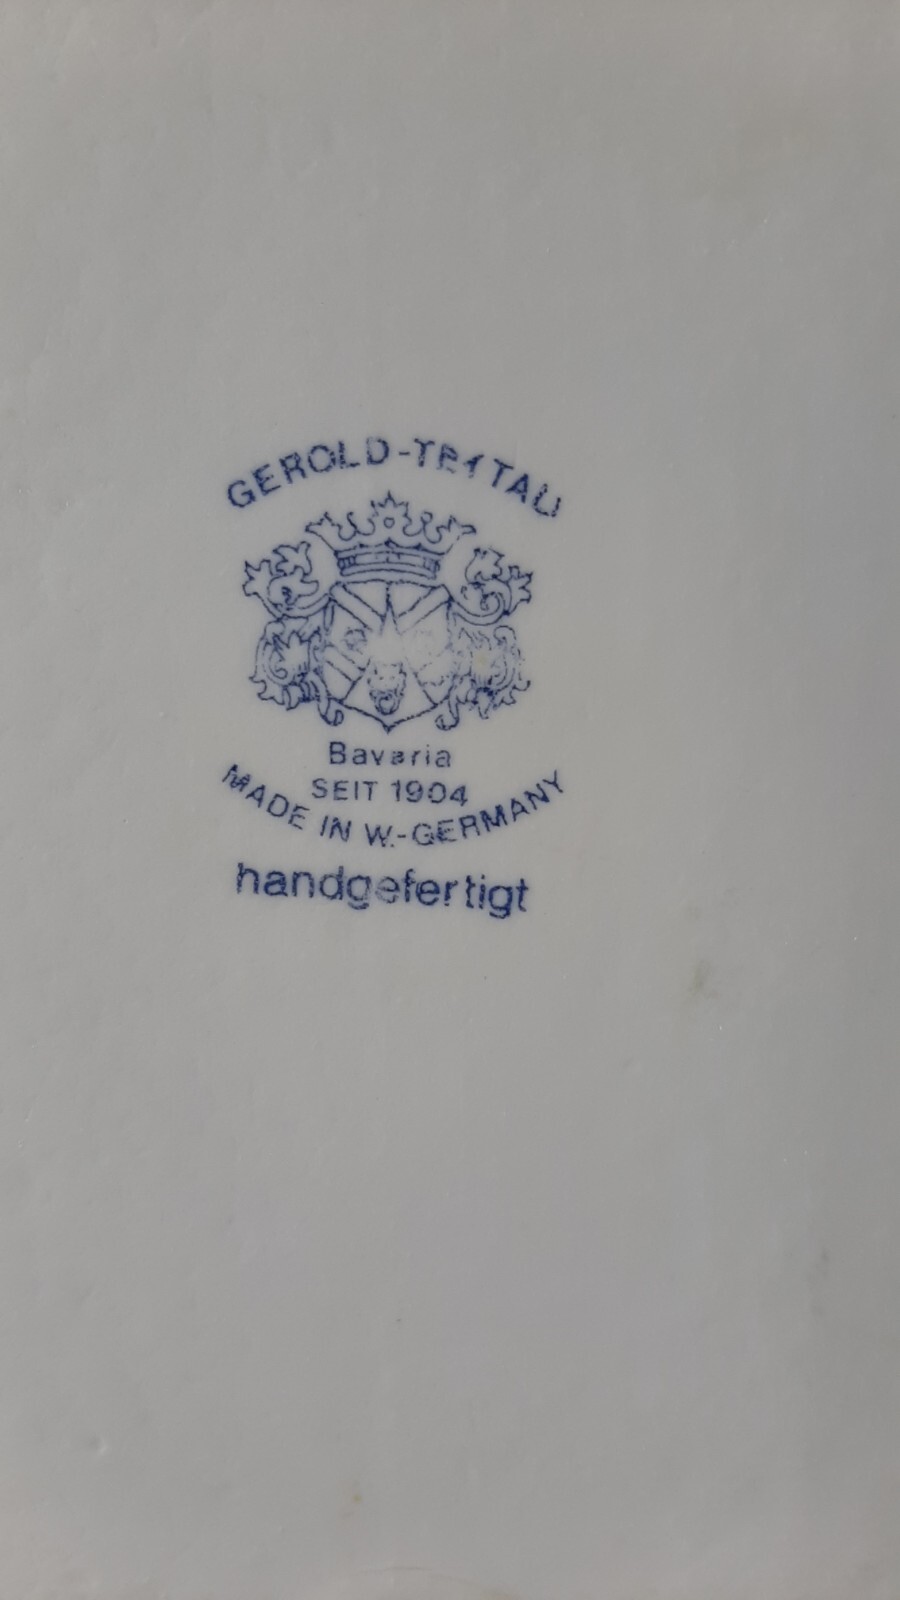 GEROLD-TETTAU
Bavaria
SEIT 1904
MADE IN W.-GERMANY
handgefertigt